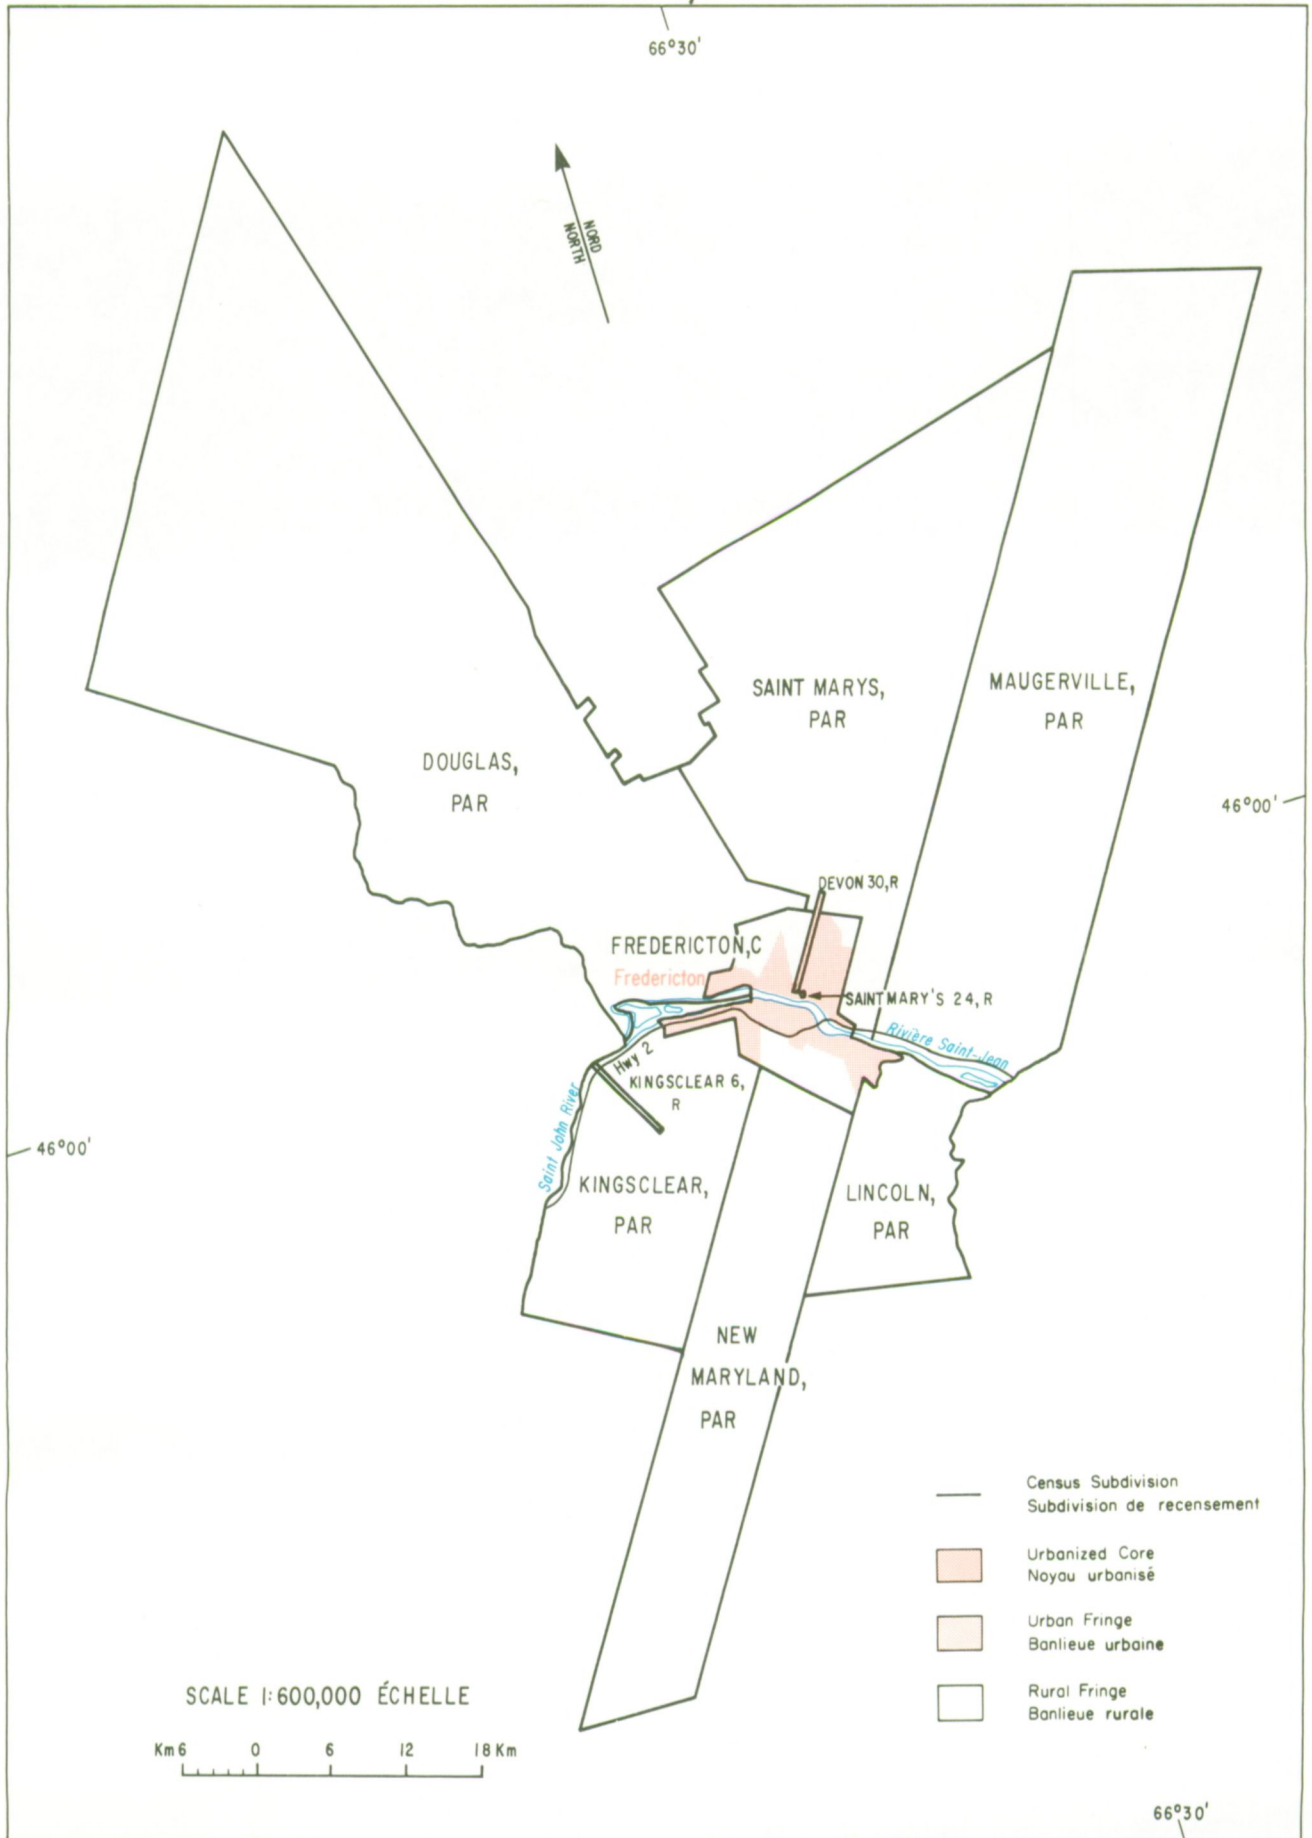 66°30'
NORD
NORTH
SAINT MARYS,
PAR
MAUGERVILLE,
PAR
DOUGLAS,
PAR
46°00'
DEVON 30,R
FREDERICTON,C
Fredericton
SAINT MARY'S 24, R
Rivière Saint-Jean
Hwy 2
KINGSCLEAR 6,
R
Saint John River
46°00'
KINGSCLEAR,
PAR
LINCOLN,
PAR
NEW
MARYLAND,
PAR
Census Subdivision
Subdivision de recensement
Urbanized Core
Noyau urbanisé
Urban Fringe
Banlieue urbaine
Rural Fringe
Banlieue rurale
SCALE 1:600,000 ÉCHELLE
Km 6 0 6 12 18 Km
66°30'